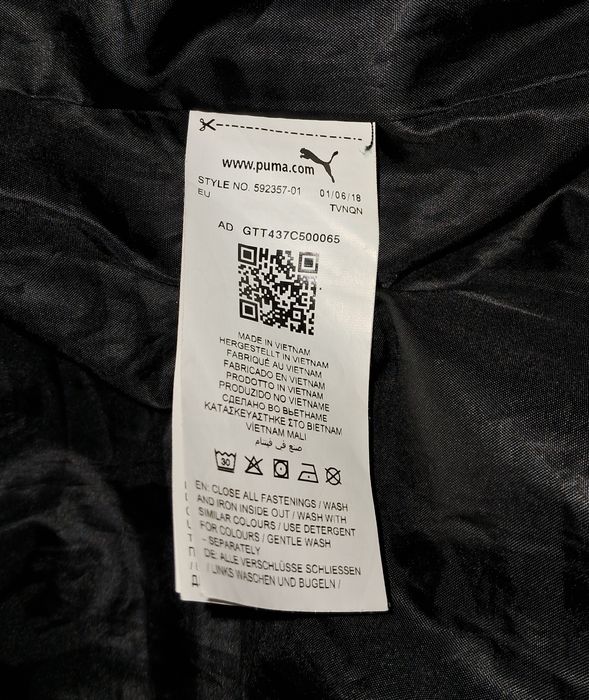 www.puma.com
STYLE NO. 592357-01 01/06/18
EU TVNQN
AD GTT437C500065
MADE IN VIETNAM
HERGESTELLT IN VIETNAM
FABRIQUÉ AU VIETNAM
FABRICADO EN VIETNAM
PRODOTTO IN VIETNAM
PRODUZIDO NO VIETNAME
СДЕЛАНО ВО ВЬЕТНАМЕ
ΚΑΤΑΣΚΕΥΑΣΤΗΚΕ ΣΤΟ ΒΙΕΤΝΑΜ
VIETNAM MALI
صنع في فيتنام
30
EN: CLOSE ALL FASTENINGS / WASH
AND IRON INSIDE OUT / WASH WITH
SIMILAR COLOURS / USE DETERGENT
FOR COLOURS / GENTLE WASH
- SEPARATELY
DE: ALLE VERSCHLÜSSE SCHLIESSEN
/ LINKS WASCHEN UND BÜGELN /